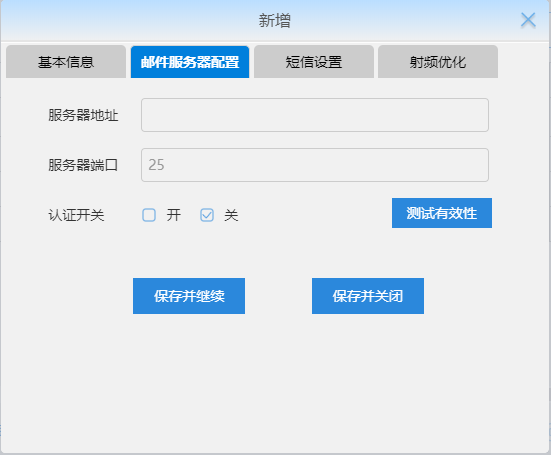 新增
基本信息 邮件服务器配置 短信设置 射频优化
服务器地址
服务器端口 25
认证开关 开 关 测试有效性
保存并继续 保存并关闭